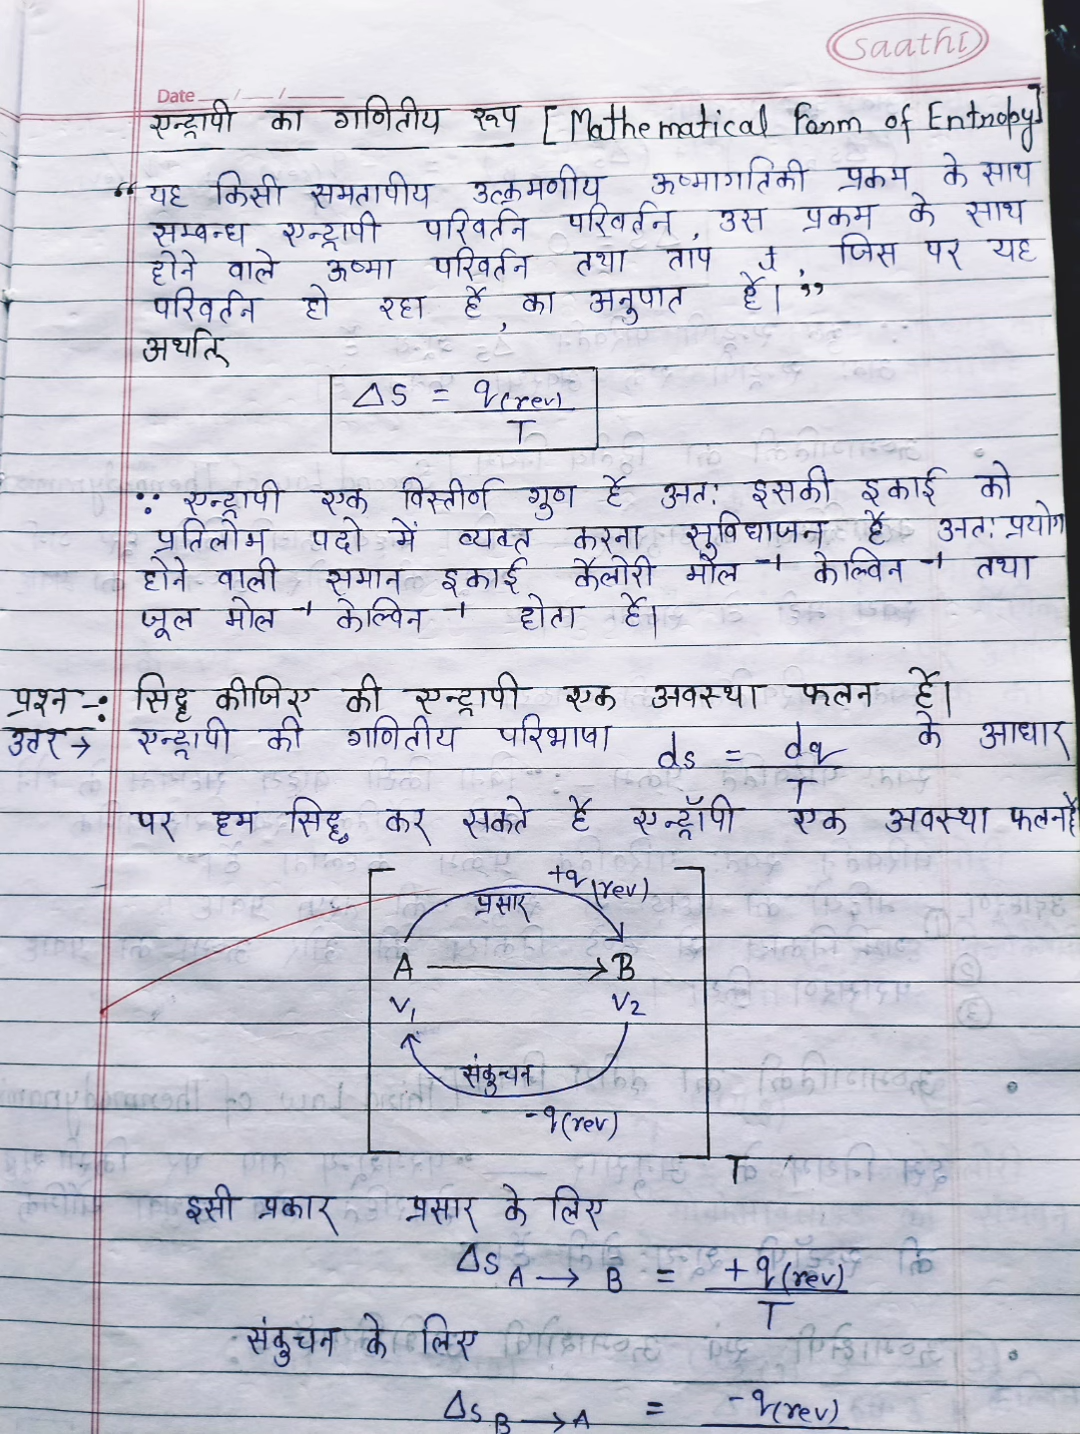 saathi
Date
एन्ट्रापी का गणितीय रूप [Mathematical Form of Entropy]
“ यह किसी समतापीय उत्क्रमणीय ऊष्मागतिकी प्रक्रम के साथ
सम्बन्ध एन्ट्रापी परिवर्तन परिवर्तन, उस प्रक्रम के साथ
होने वाले ऊष्मा परिवर्तन तथा ताप t, जिस पर यह
परिवर्तन हो रहा है, का अनुपात है। ”
अर्थात्
ΔS = q(rev)
T
∵ एन्ट्रापी एक विस्तीर्ण गुण है अतः इसकी इकाई को
प्रतिलोम पदो में व्यक्त करना सुविधाजन है अतः प्रयोग
होने वाली समान इकाई कैलोरी मोल⁻¹ केल्विन⁻¹ तथा
जूल मोल⁻¹ केल्विन⁻¹ होता है।
प्रश्न -: सिद्ध कीजिए की एन्ट्रापी एक अवस्था फलन है।
उत्तर → एन्ट्रापी की गणितीय परिभाषा ds = dq के आधार
T
पर हम सिद्ध कर सकते है एन्ट्रॉपी एक अवस्था फलन है
+q(rev)
प्रसार
A → B
V₁ V₂
संकुचन
-q(rev)
T
इसी प्रकार प्रसार के लिए
ΔS A → B = +q(rev)
T
संकुचन के लिए
ΔS B → A = -q(rev)